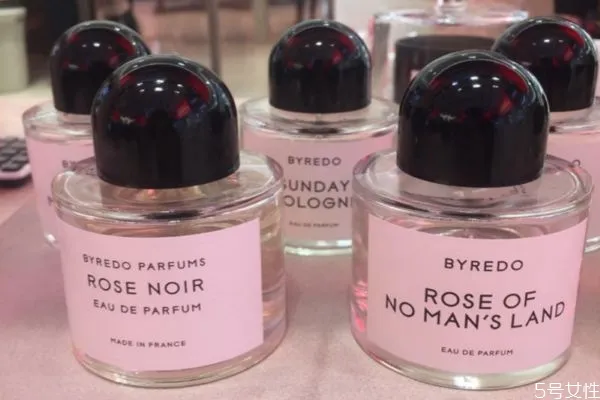 BYREDO PARFUMS
ROSE NOIR
EAU DE PARFUM
MADE IN FRANCE
BYREDO
SUNDAY
COLOGNE
EAU DE PARFUM
BYREDO
ROSE OF
NO MAN'S LAND
EAU DE PARFUM
5号女性